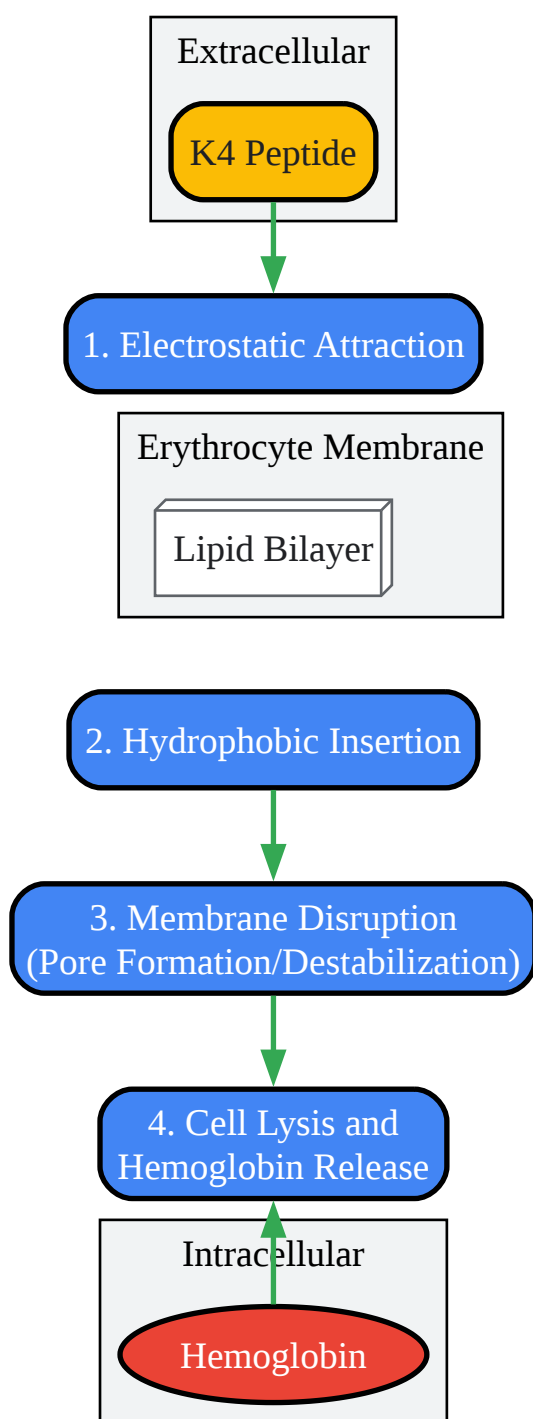 Extracellular
K4 Peptide
1. Electrostatic Attraction
Erythrocyte Membrane
Lipid Bilayer
2. Hydrophobic Insertion
3. Membrane Disruption
(Pore Formation/Destabilization)
4. Cell Lysis and
Hemoglobin Release
Intracellular
Hemoglobin